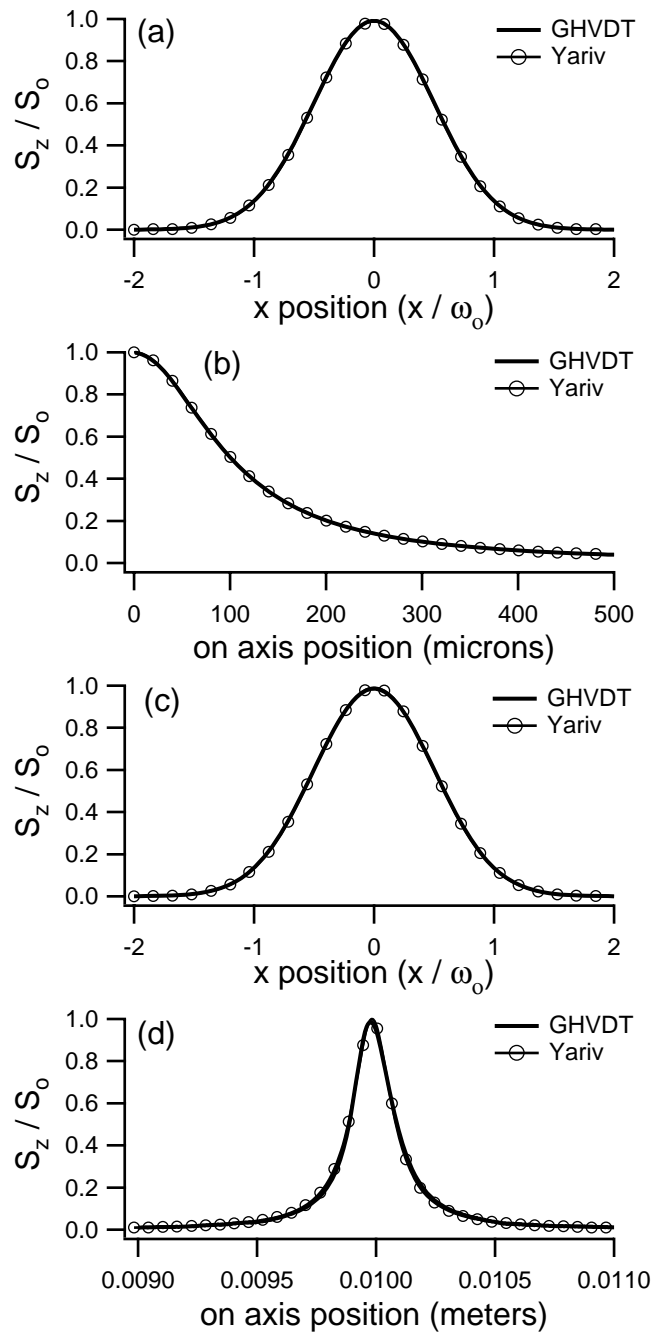 (a)
GHVDT
Yariv
1.0
0.8
0.6
0.4
0.2
0.0
S_z / S_o
-2 -1 0 1 2
x position (x / ω_o)
(b)
GHVDT
Yariv
1.0
0.8
0.6
0.4
0.2
0.0
S_z / S_o
0 100 200 300 400 500
on axis position (microns)
(c)
GHVDT
Yariv
1.0
0.8
0.6
0.4
0.2
0.0
S_z / S_o
-2 -1 0 1 2
x position (x / ω_o)
(d)
GHVDT
Yariv
1.0
0.8
0.6
0.4
0.2
0.0
S_z / S_o
0.0090 0.0095 0.0100 0.0105 0.0110
on axis position (meters)